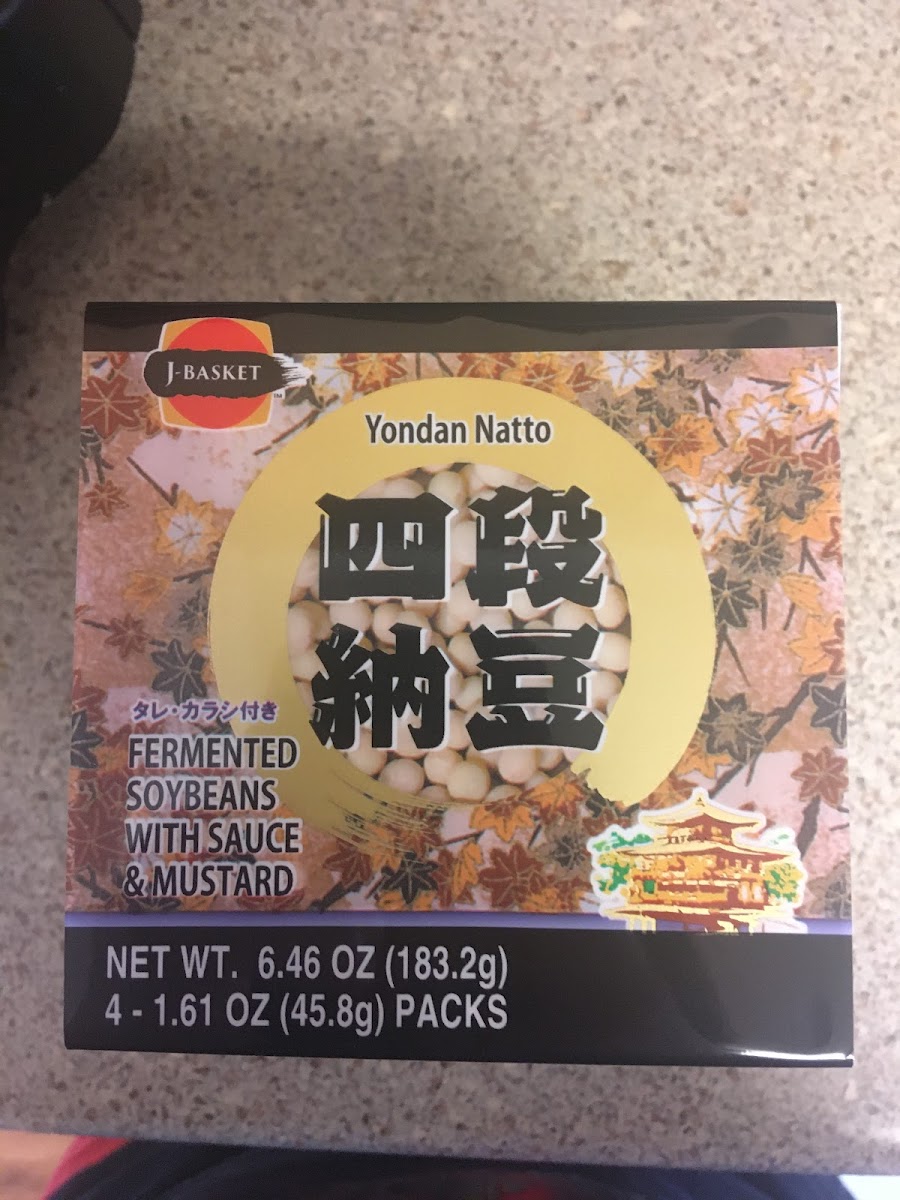 J-BASKET
TM
Yondan Natto
四段
納豆
タレ・カラシ付き
FERMENTED
SOYBEANS
WITH SAUCE
& MUSTARD
NET WT. 6.46 OZ (183.2g)
4 - 1.61 OZ (45.8g) PACKS